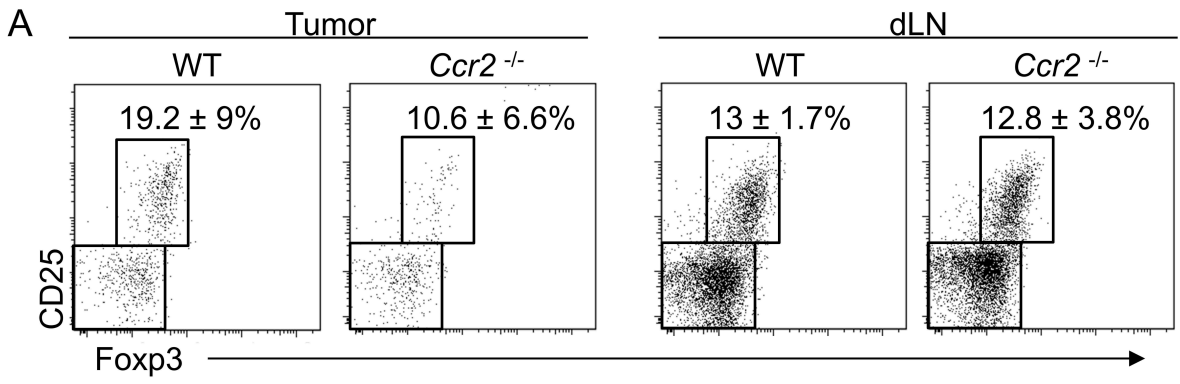 A
Tumor
dLN
WT
Ccr2 -/-
WT
Ccr2 -/-
19.2 ± 9%
10.6 ± 6.6%
13 ± 1.7%
12.8 ± 3.8%
CD25
Foxp3